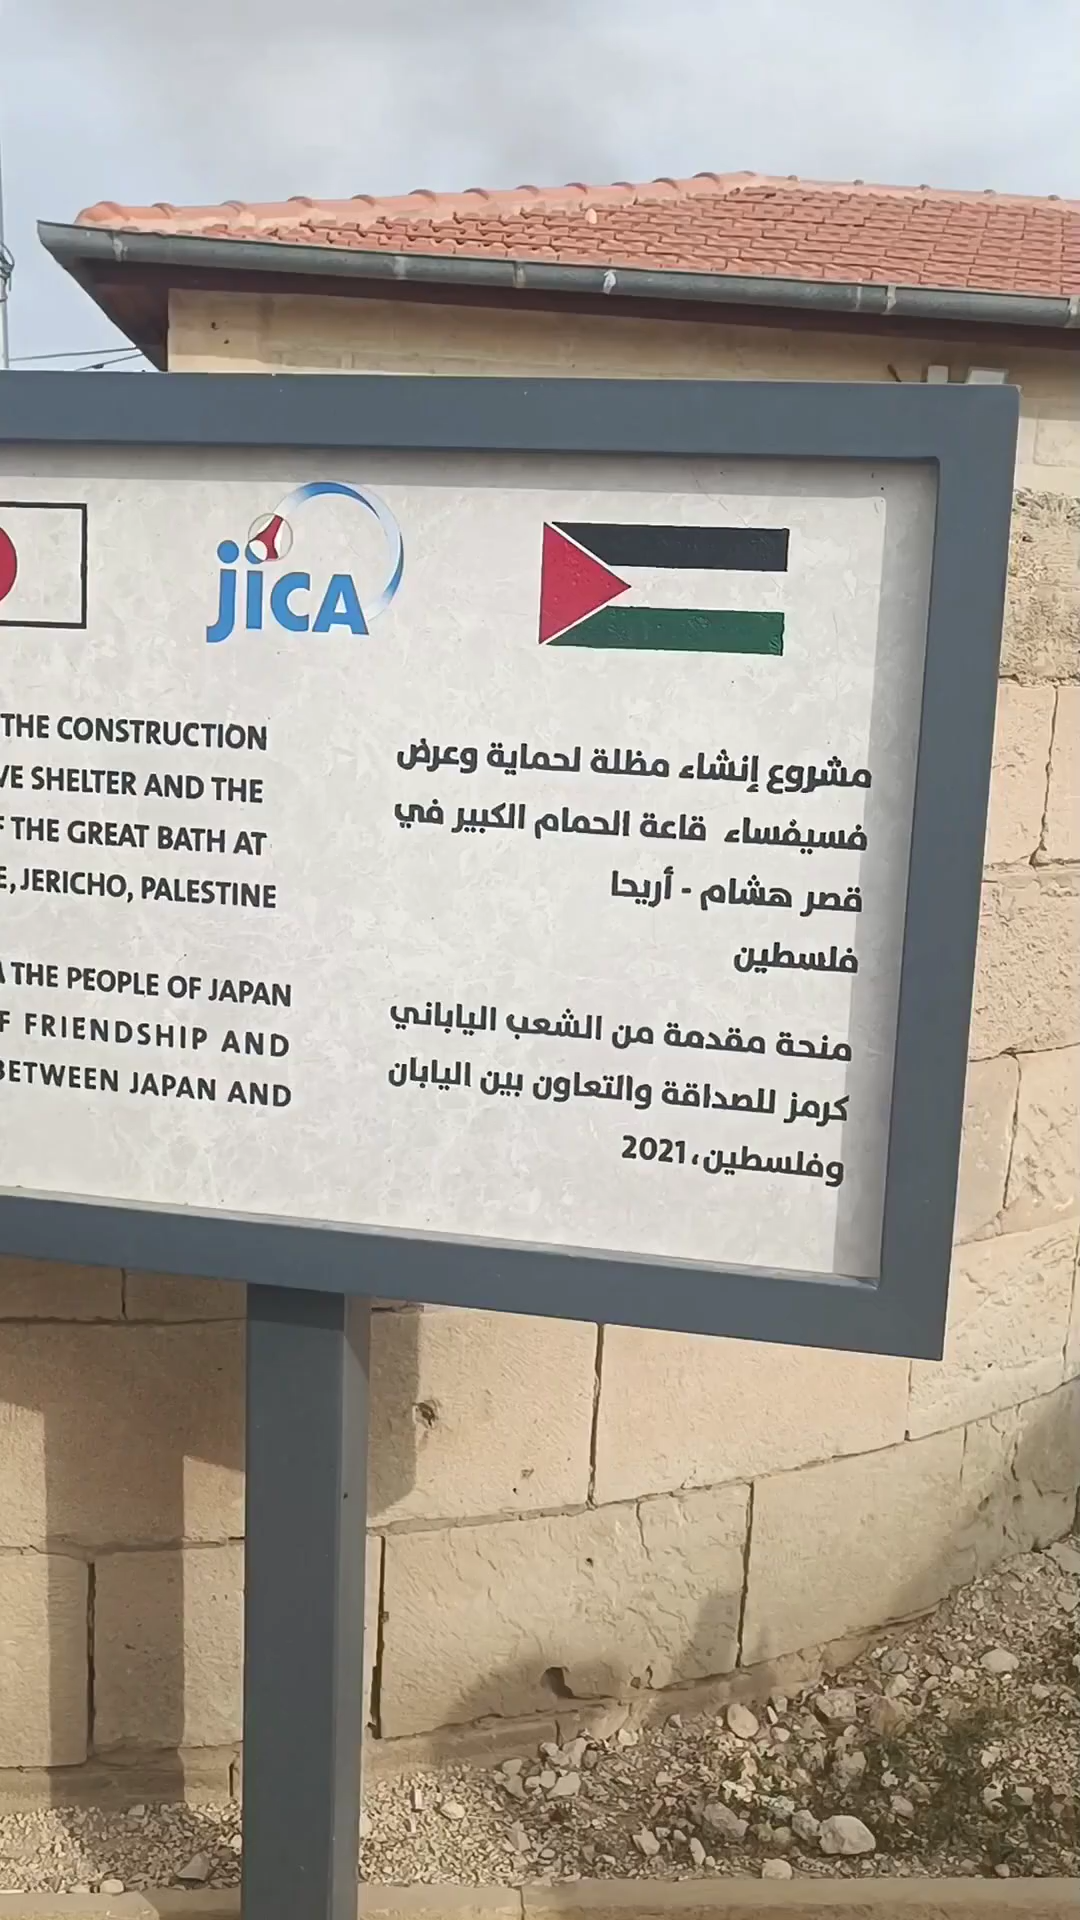 jICA
THE CONSTRUCTION
SHELTER AND THE
THE GREAT BATH AT
JERICHO, PALESTINE
THE PEOPLE OF JAPAN
FRIENDSHIP AND
BETWEEN JAPAN AND
مشروع إنشاء مظلة لحماية وعرض
فسيفساء قاعة الحمام الكبير في
قصر هشام - أريحا
فلسطين
منحة مقدمة من الشعب الياباني
كرمز للصداقة والتعاون بين اليابان
وفلسطين، 2021